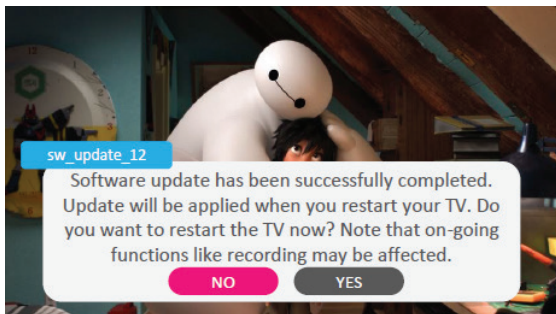 sw_update_12
Software update has been successfully completed.
Update will be applied when you restart your TV. Do
you want to restart the TV now? Note that on-going
functions like recording may be affected.
NO
YES